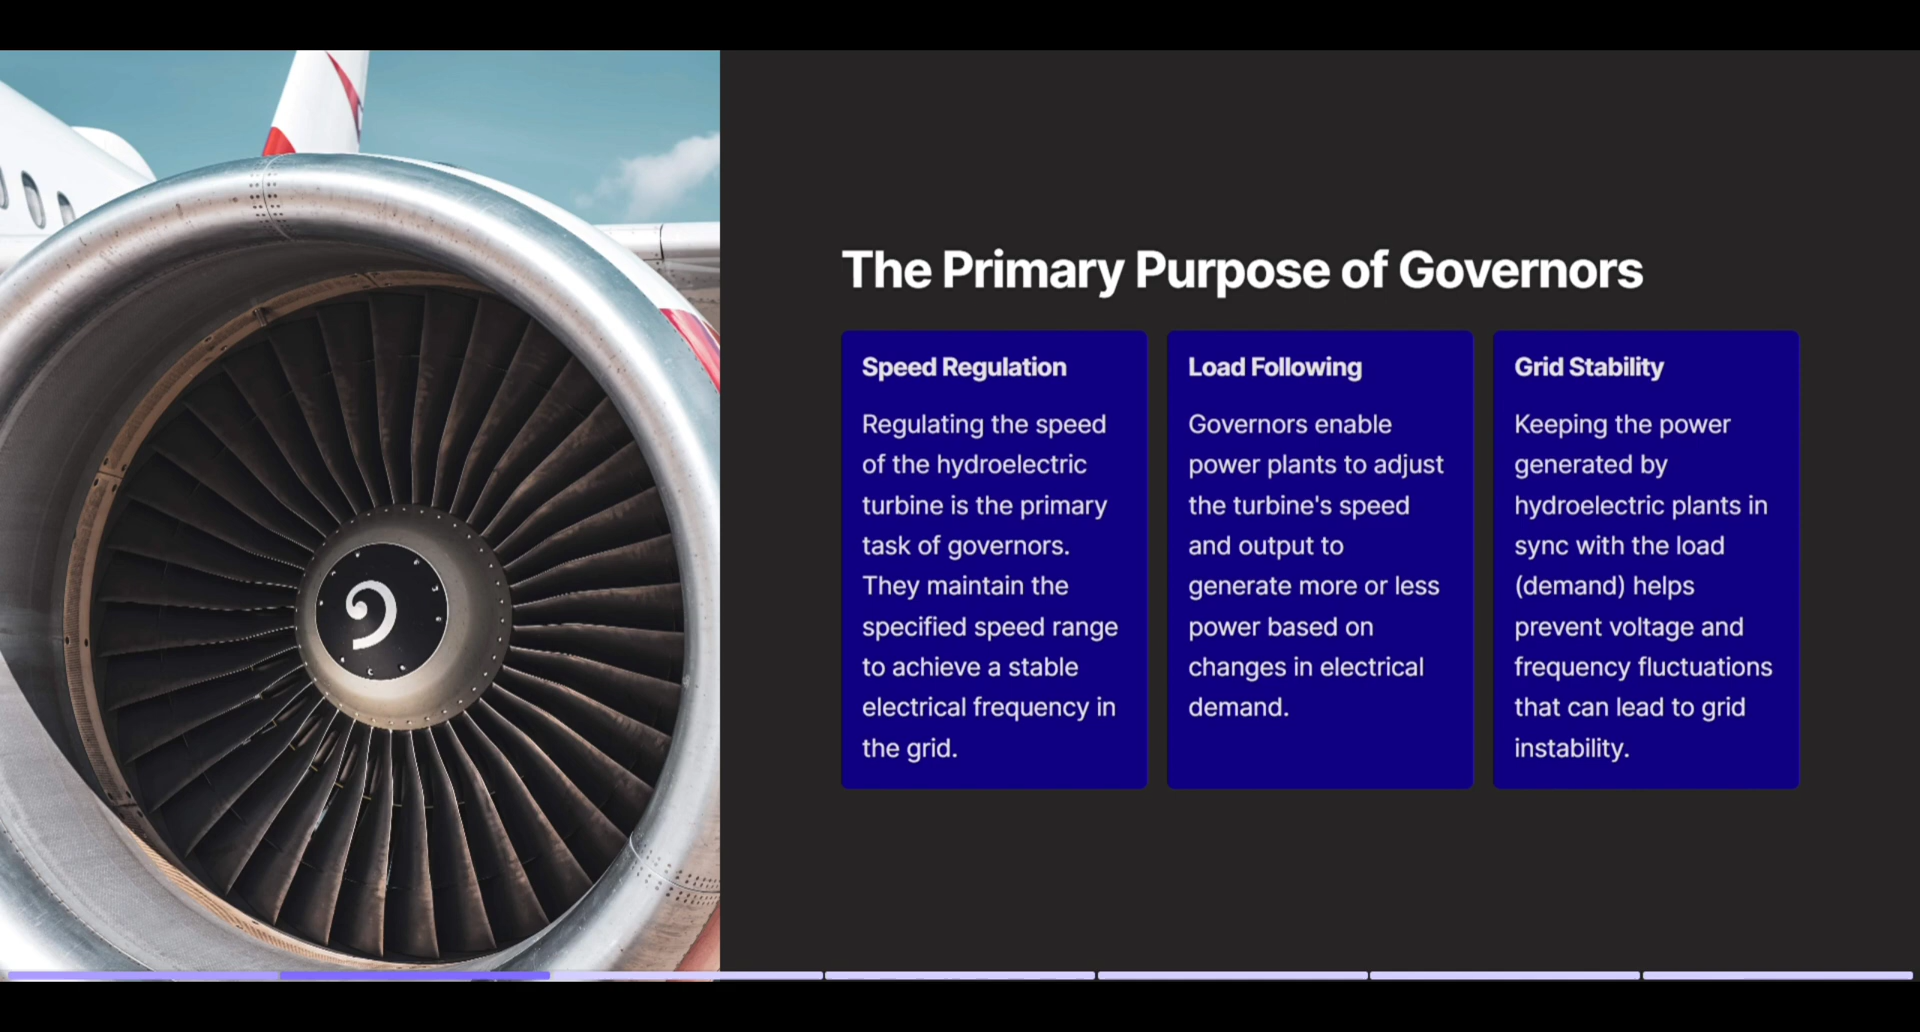 The Primary Purpose of Governors
Speed Regulation
Regulating the speed
of the hydroelectric
turbine is the primary
task of governors.
They maintain the
specified speed range
to achieve a stable
electrical frequency in
the grid.
Load Following
Governors enable
power plants to adjust
the turbine's speed
and output to
generate more or less
power based on
changes in electrical
demand.
Grid Stability
Keeping the power
generated by
hydroelectric plants in
sync with the load
(demand) helps
prevent voltage and
frequency fluctuations
that can lead to grid
instability.